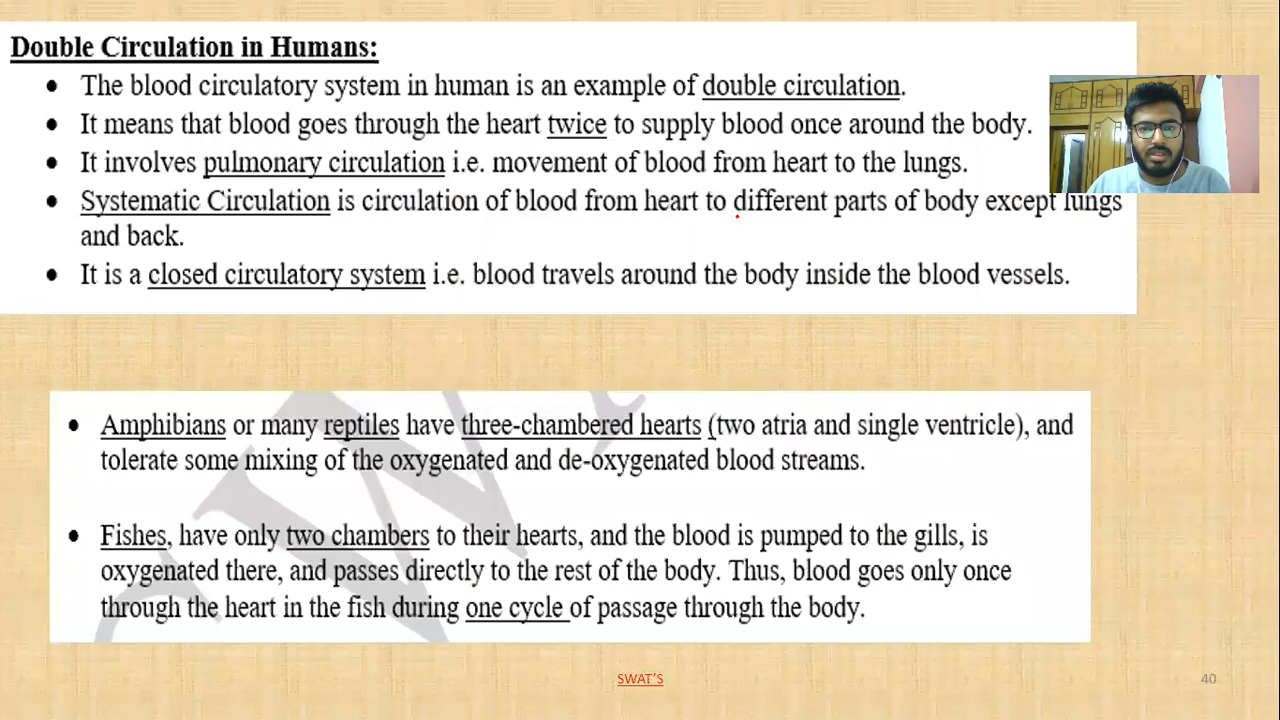 Double Circulation in Humans:
• The blood circulatory system in human is an example of double circulation.
• It means that blood goes through the heart twice to supply blood once around the body.
• It involves pulmonary circulation i.e. movement of blood from heart to the lungs.
• Systematic Circulation is circulation of blood from heart to different parts of body except lungs
and back.
• It is a closed circulatory system i.e. blood travels around the body inside the blood vessels.
• Amphibians or many reptiles have three-chambered hearts (two atria and single ventricle), and
tolerate some mixing of the oxygenated and de-oxygenated blood streams.
• Fishes, have only two chambers to their hearts, and the blood is pumped to the gills, is
oxygenated there, and passes directly to the rest of the body. Thus, blood goes only once
through the heart in the fish during one cycle of passage through the body.
SWAT'S
40